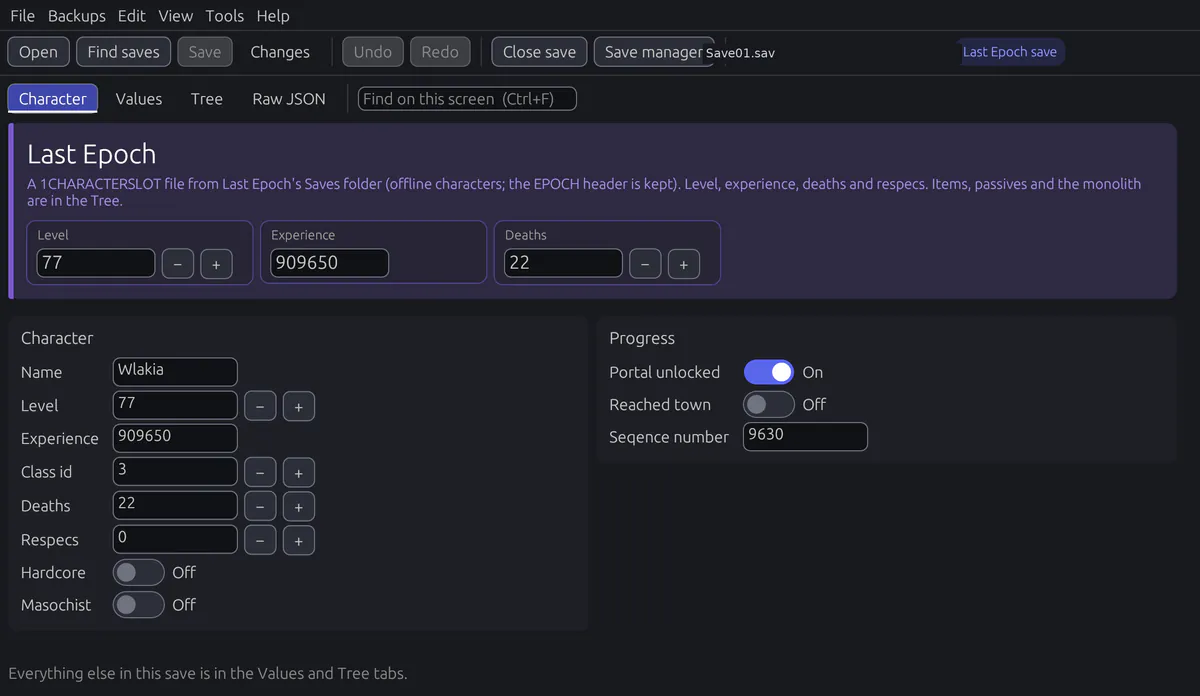 File Backups Edit View Tools Help
Open Find saves Save Changes Undo Redo Close save Save manager Save01.sav Last Epoch save
Character Values Tree Raw JSON Find on this screen (Ctrl+F)
Last Epoch
A 1CHARACTERSLOT file from Last Epoch's Saves folder (offline characters; the EPOCH header is kept). Level, experience, deaths and respecs. Items, passives and the monolith
are in the Tree.
Level Experience Deaths
77 − + 909650 22 − +
Character
Name Wlakia
Level 77 − +
Experience 909650
Class id 3 − +
Deaths 22 − +
Respecs 0 − +
Hardcore Off
Masochist Off
Progress
Portal unlocked On
Reached town Off
Seqence number 9630
Everything else in this save is in the Values and Tree tabs.